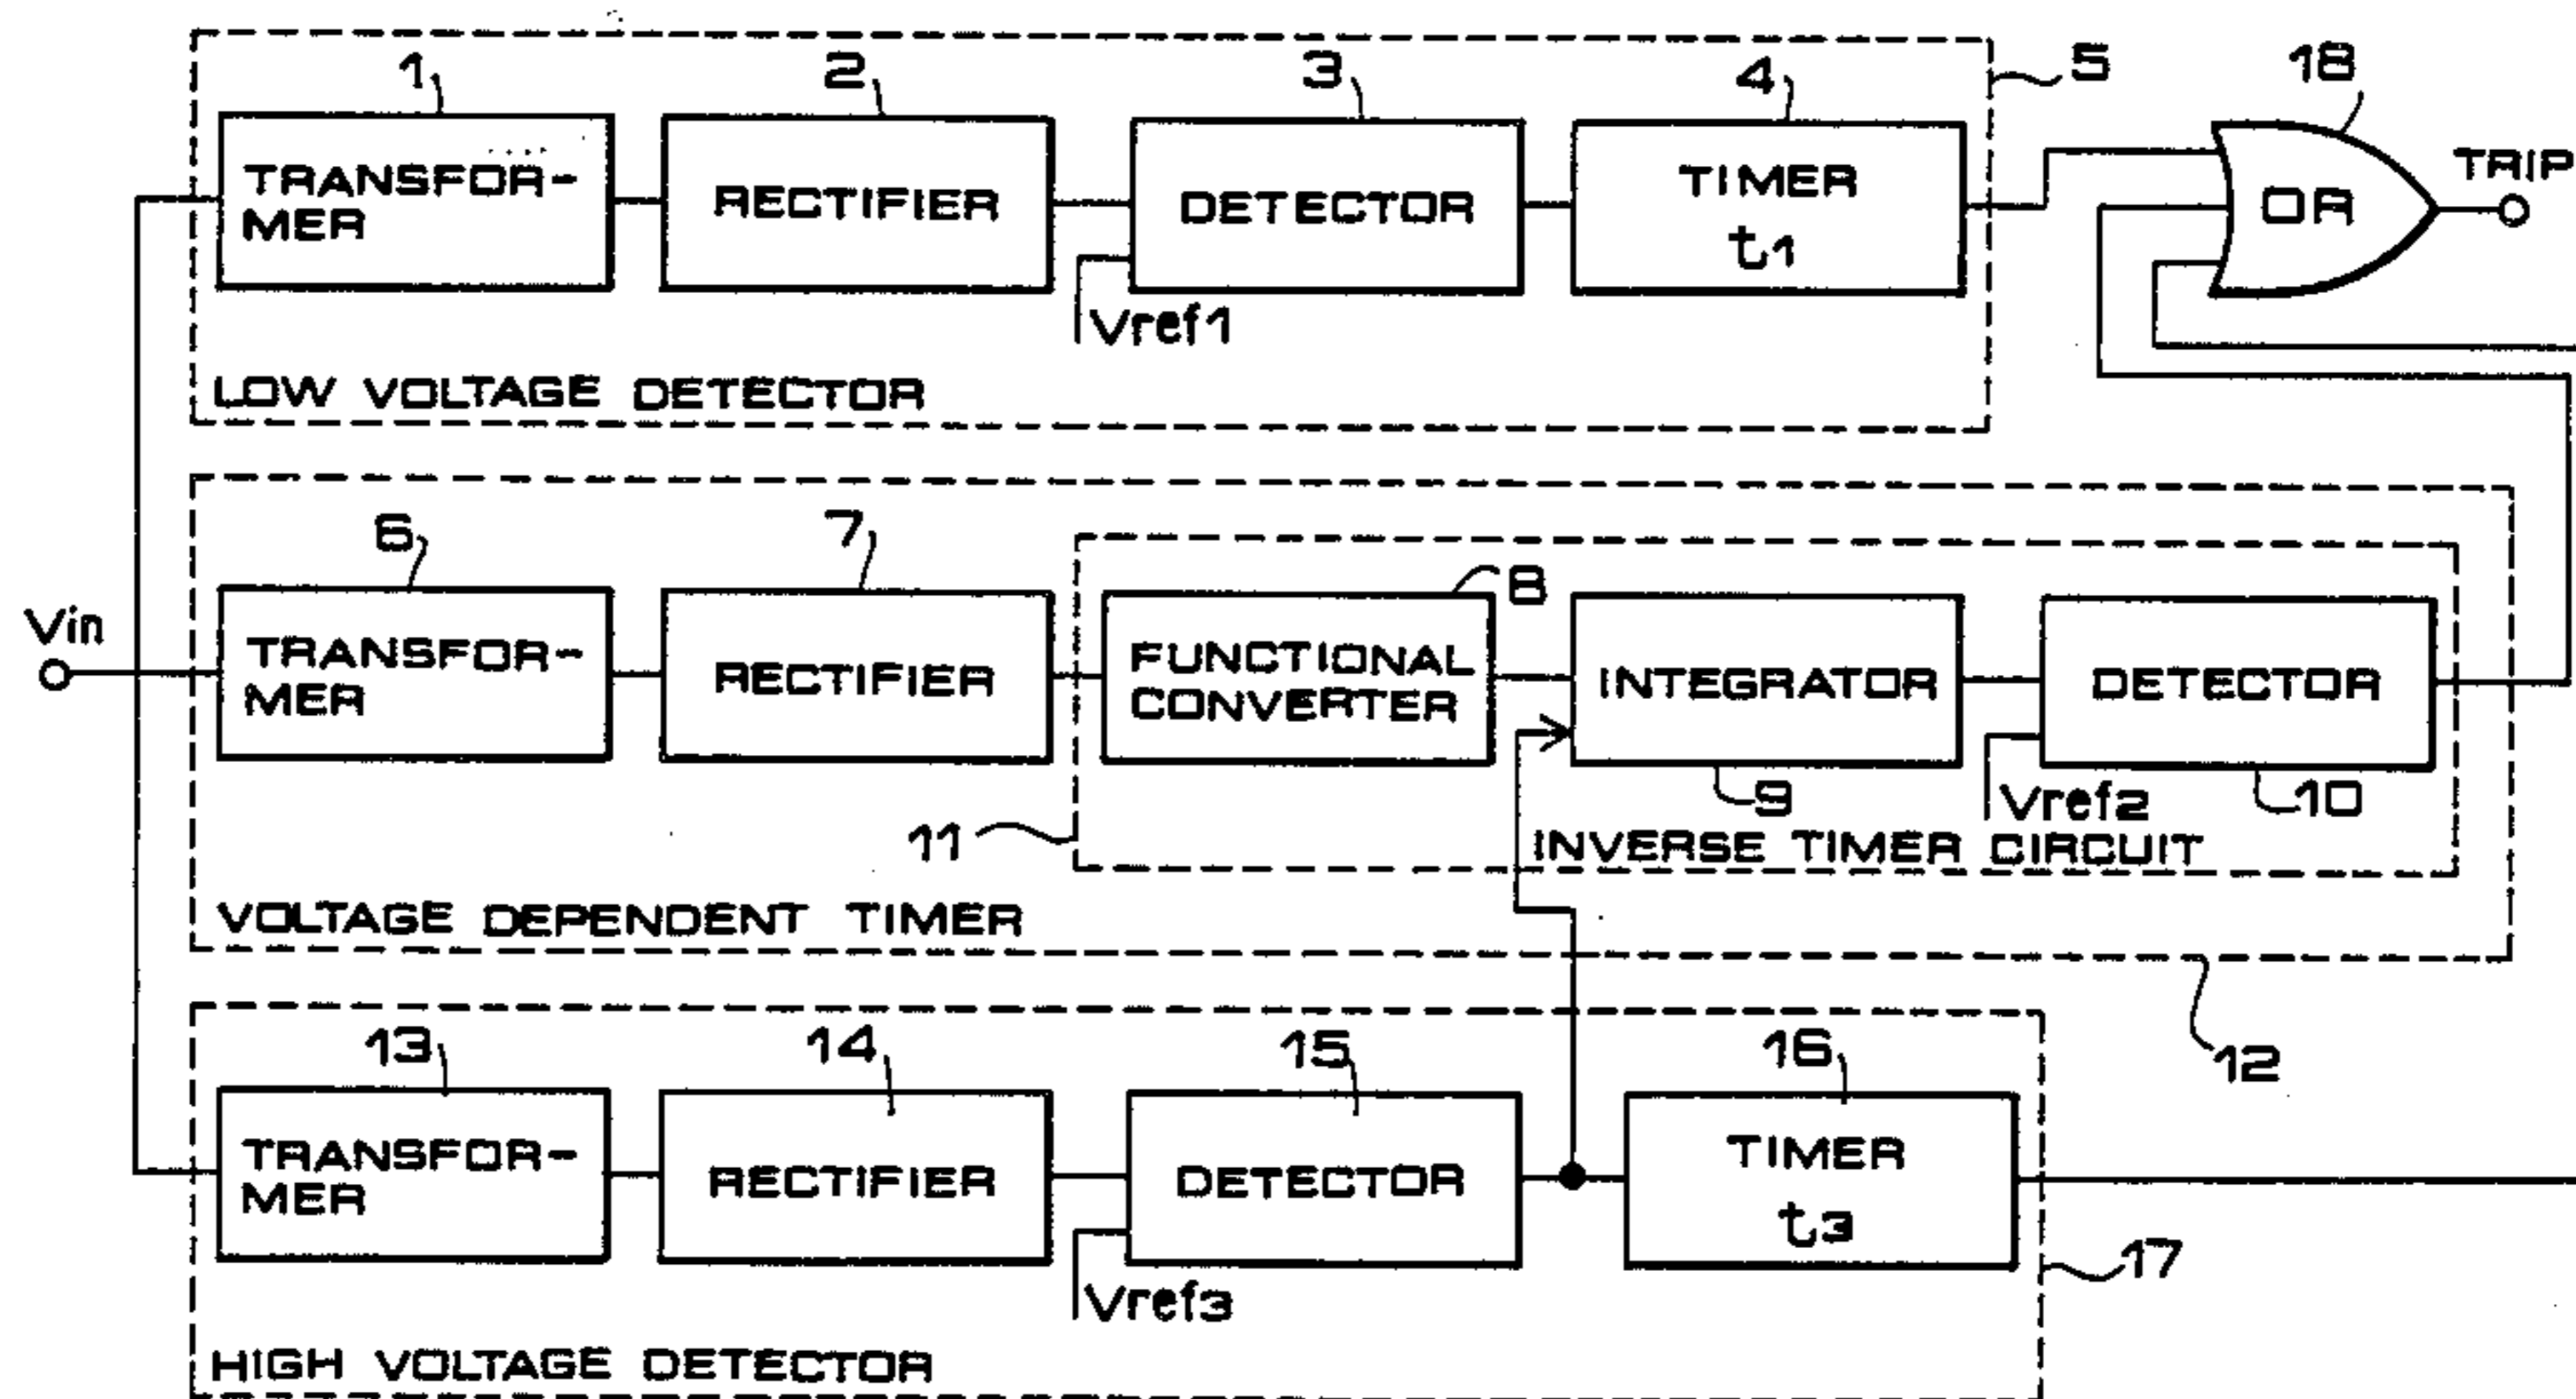 1
2
3
4
5
18
TRANSFOR-
MER
RECTIFIER
DETECTOR
TIMER
t1
OR
TRIP
Vref1
LOW VOLTAGE DETECTOR
6
7
8
Vin
TRANSFOR-
MER
RECTIFIER
FUNCTIONAL
CONVERTER
INTEGRATOR
DETECTOR
9
Vref2
10
11
INVERSE TIMER CIRCUIT
VOLTAGE DEPENDENT TIMER
12
13
14
15
16
TRANSFOR-
MER
RECTIFIER
DETECTOR
TIMER
t3
17
Vref3
HIGH VOLTAGE DETECTOR